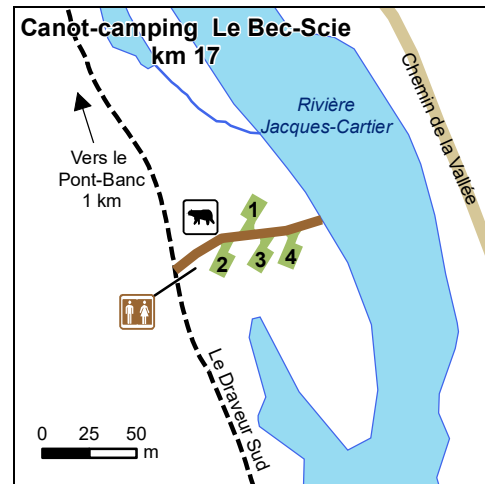 Canot-camping Le Bec-Scie
km 17
Rivière
Jacques-Cartier
Chemin de la Vallée
Vers le
Pont-Banc
1 km
1
2
3
4
Le Draveur Sud
0 25 50
m